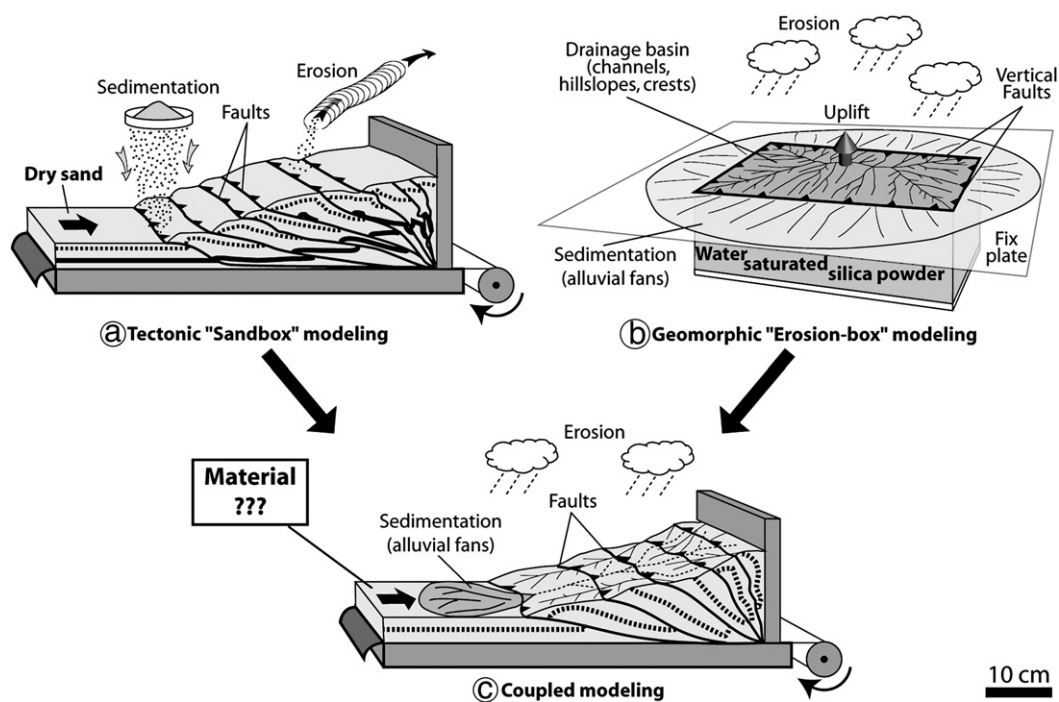 Sedimentation
Erosion
Faults
Dry sand
ⓐ Tectonic "Sandbox" modeling
Erosion
Drainage basin
(channels,
hillslopes, crests)
Vertical
Faults
Uplift
Sedimentation
(alluvial fans)
Fix
plate
Water saturated silica powder
ⓑ Geomorphic "Erosion-box" modeling
Erosion
Material
???
Faults
Sedimentation
(alluvial fans)
ⓒ Coupled modeling
10 cm